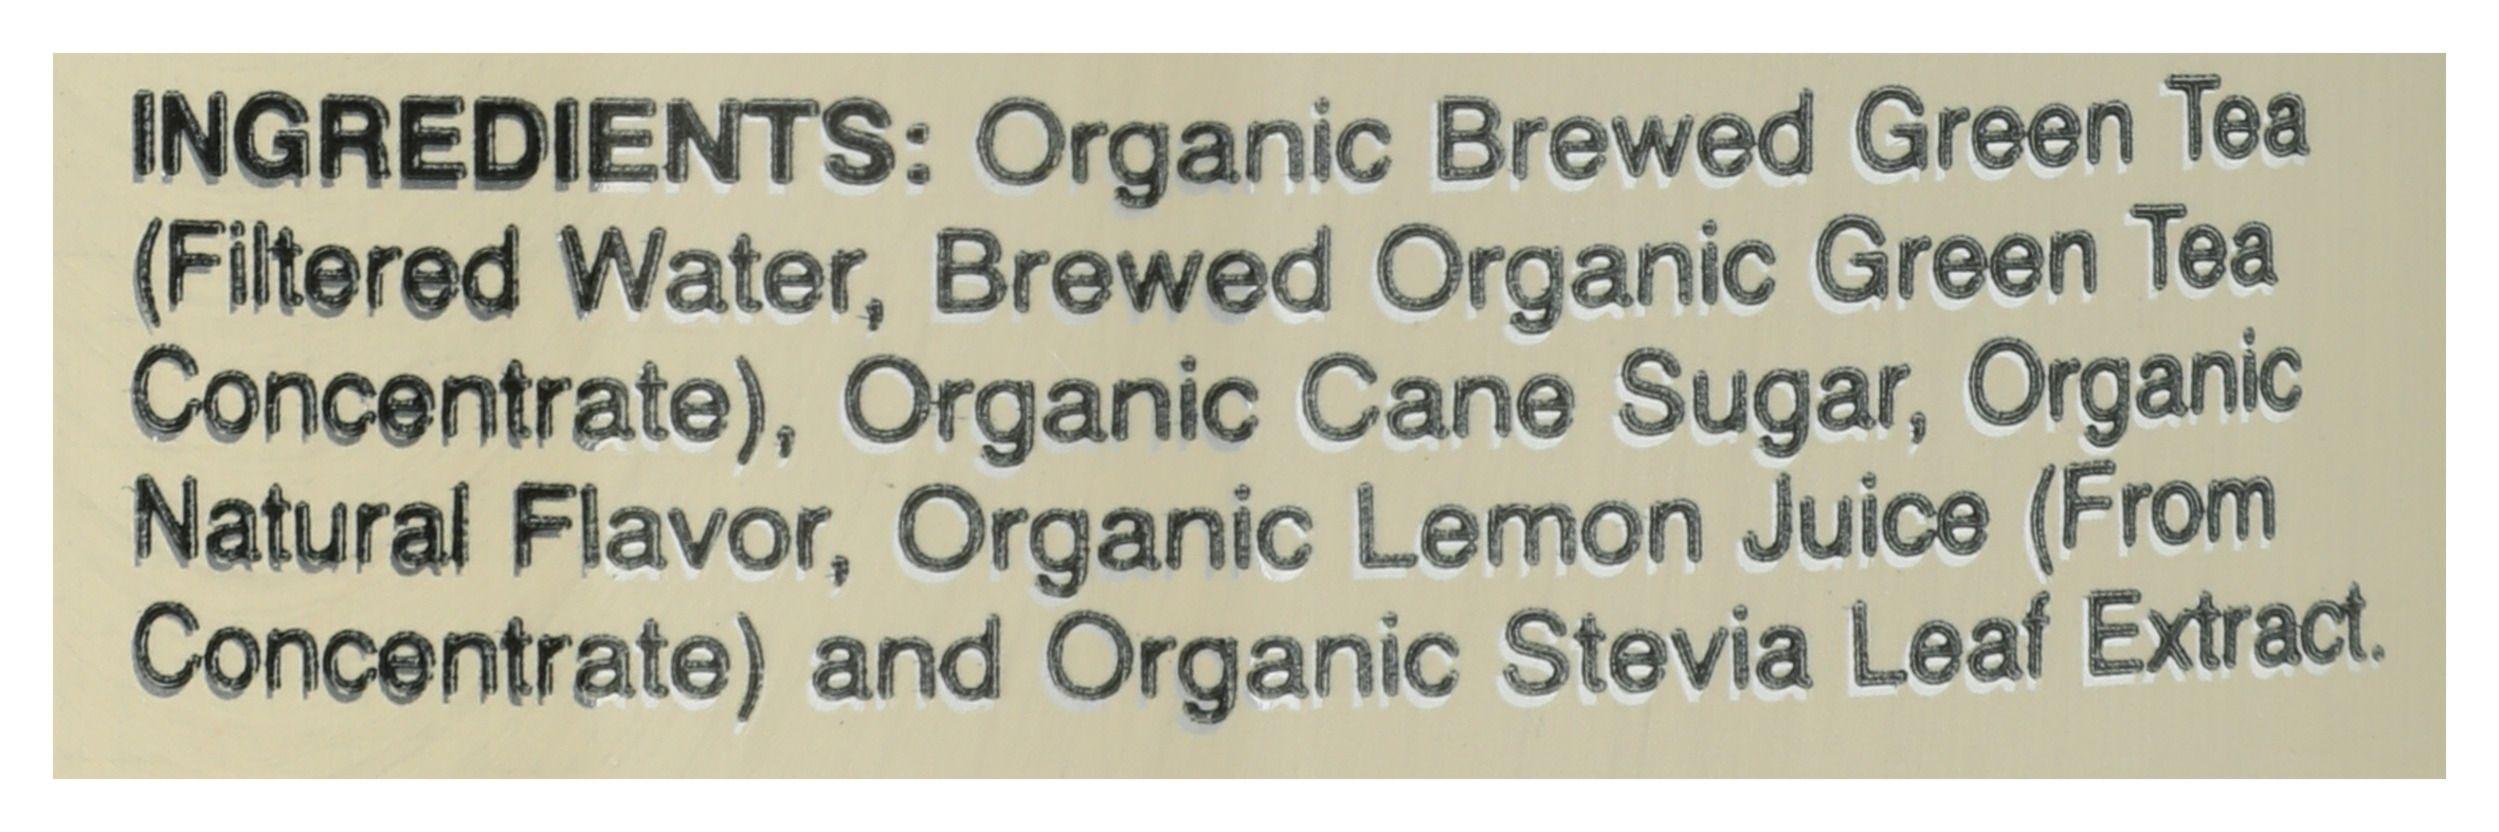 INGREDIENTS: Organic Brewed Green Tea
(Filtered Water, Brewed Organic Green Tea
Concentrate), Organic Cane Sugar, Organic
Natural Flavor, Organic Lemon Juice (From
Concentrate) and Organic Stevia Leaf Extract.